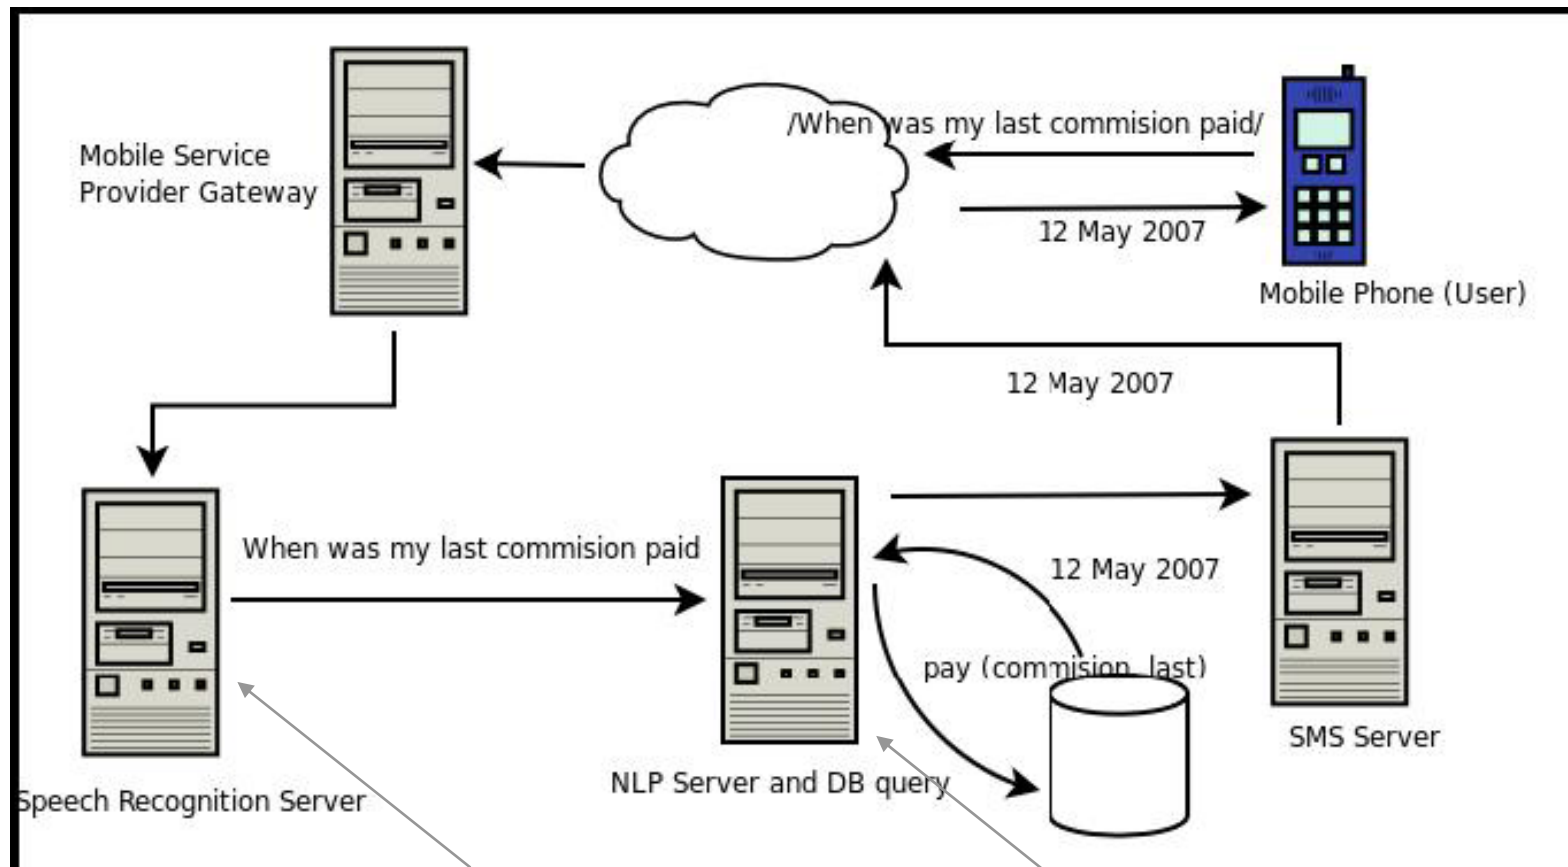 /When was my last commision paid/
Mobile Service
Provider Gateway
12 May 2007
Mobile Phone (User)
12 May 2007
When was my last commision paid
12 May 2007
pay (commision, last)
SMS Server
NLP Server and DB query
Speech Recognition Server